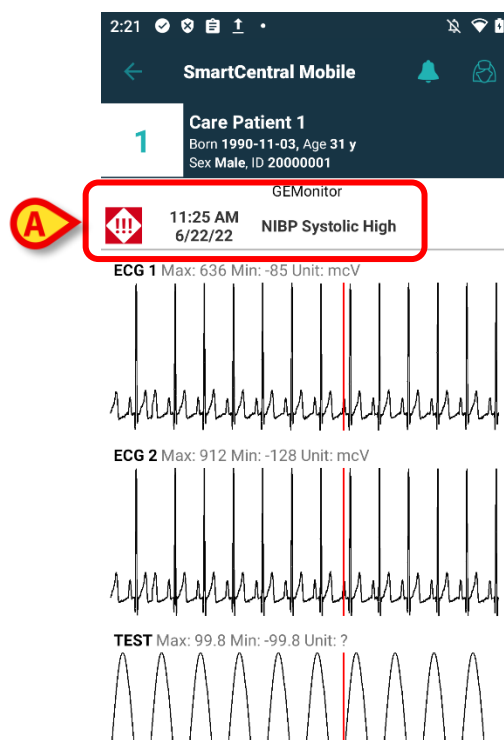 2:21
SmartCentral Mobile
1
Care Patient 1
Born 1990-11-03, Age 31 y
Sex Male, ID 20000001
GEMonitor
A
!!!
11:25 AM
6/22/22
NIBP Systolic High
ECG 1 Max: 636 Min: -85 Unit: mcV
ECG 2 Max: 912 Min: -128 Unit: mcV
TEST Max: 99.8 Min: -99.8 Unit: ?